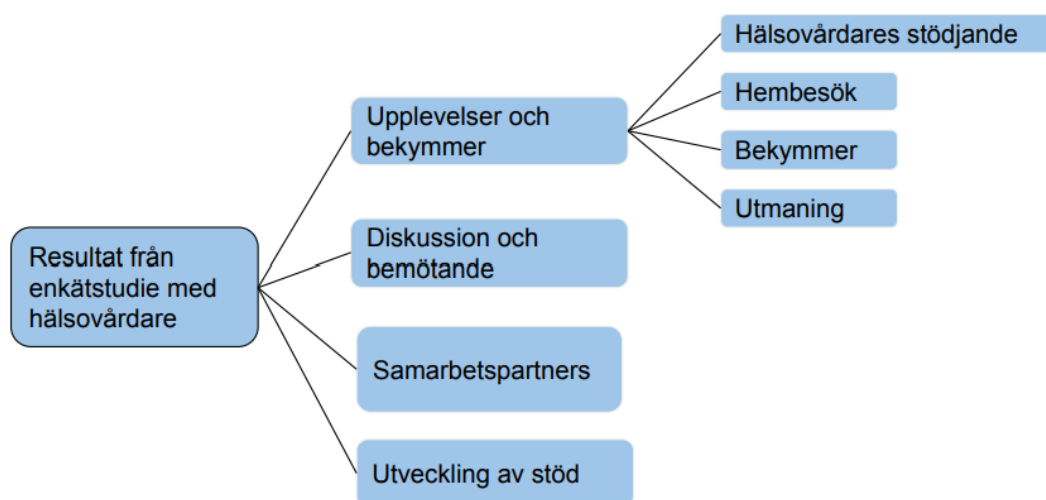 Resultat från
enkätstudie med
hälsovårdare
Upplevelser och
bekymmer
Hälsovårdares stödjande
Hembesök
Bekymmer
Utmaning
Diskussion och
bemötande
Samarbetspartners
Utveckling av stöd